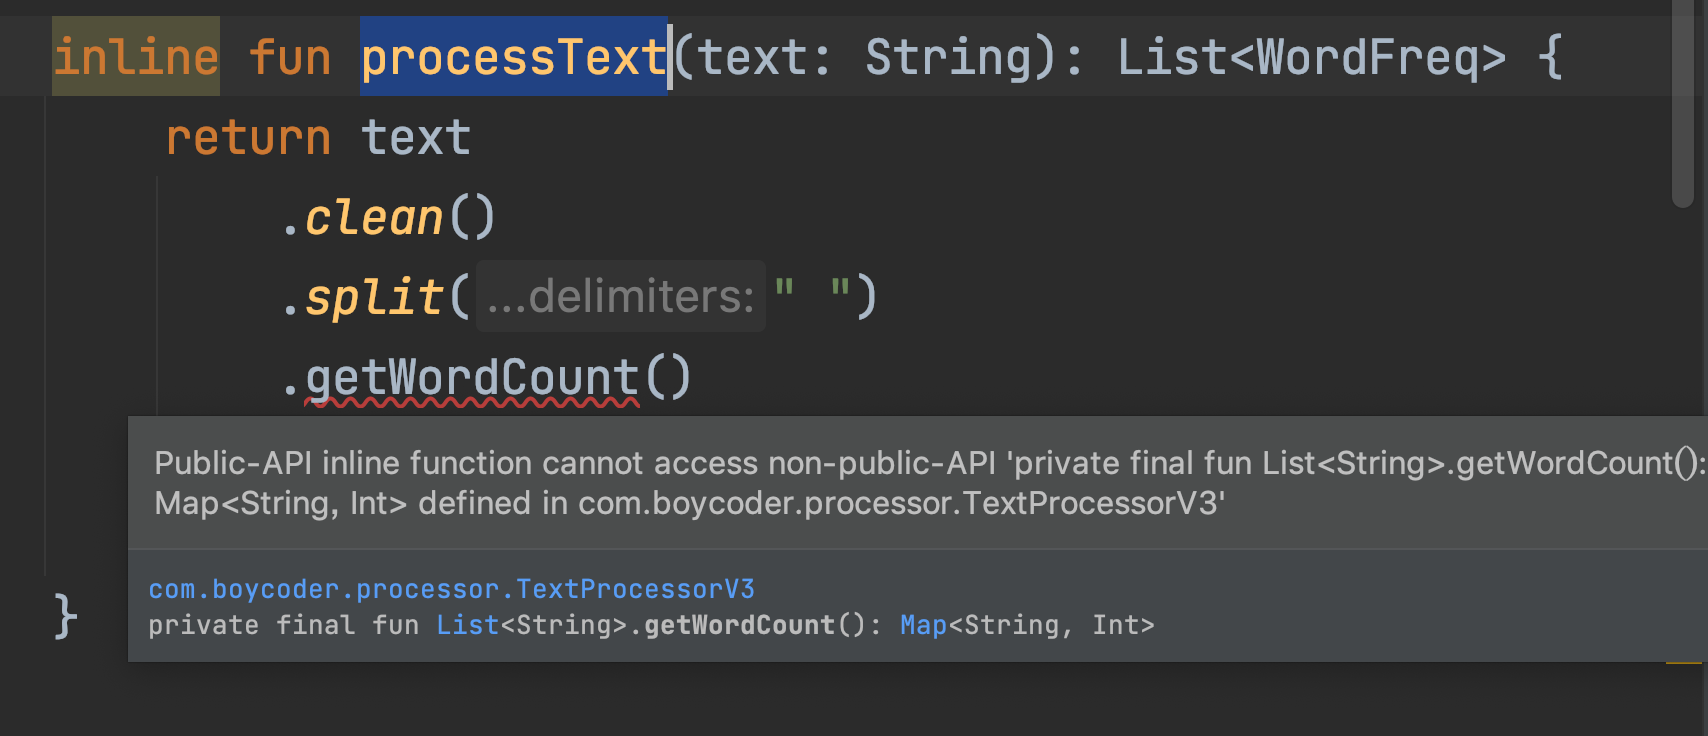 inline fun processText(text: String): List<WordFreq> {
return text
.clean()
.split(...delimiters:" ")
.getWordCount()
Public-API inline function cannot access non-public-API 'private final fun List<String>.getWordCount():
Map<String, Int> defined in com.boycoder.processor.TextProcessorV3'
com.boycoder.processor.TextProcessorV3
private final fun List<String>.getWordCount(): Map<String, Int>
}